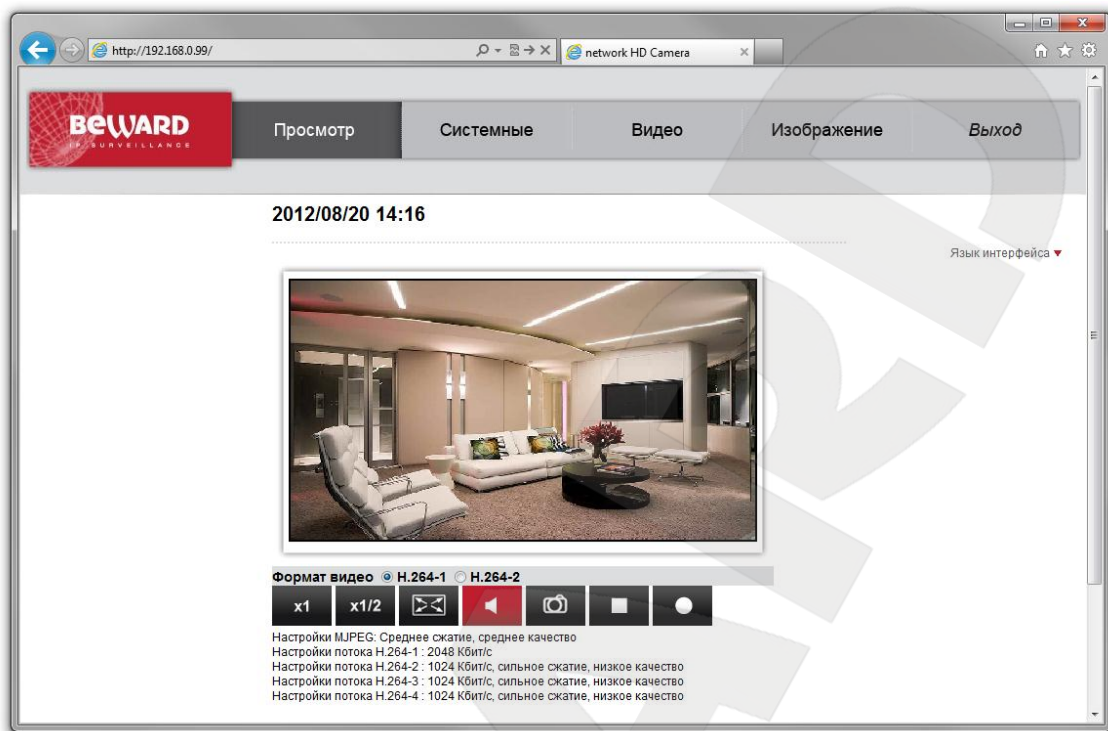 http://192.168.0.99/
network HD Camera
BEWARD
IP SURVEILLANCE
Просмотр
Системные
Видео
Изображение
Выход
2012/08/20 14:16
Язык интерфейса
Формат видео H.264-1 H.264-2
x1 x1/2
Настройки MJPEG: Среднее сжатие, среднее качество
Настройки потока H.264-1 : 2048 Кбит/с
Настройки потока H.264-2 : 1024 Кбит/с, сильное сжатие, низкое качество
Настройки потока H.264-3 : 1024 Кбит/с, сильное сжатие, низкое качество
Настройки потока H.264-4 : 1024 Кбит/с, сильное сжатие, низкое качество